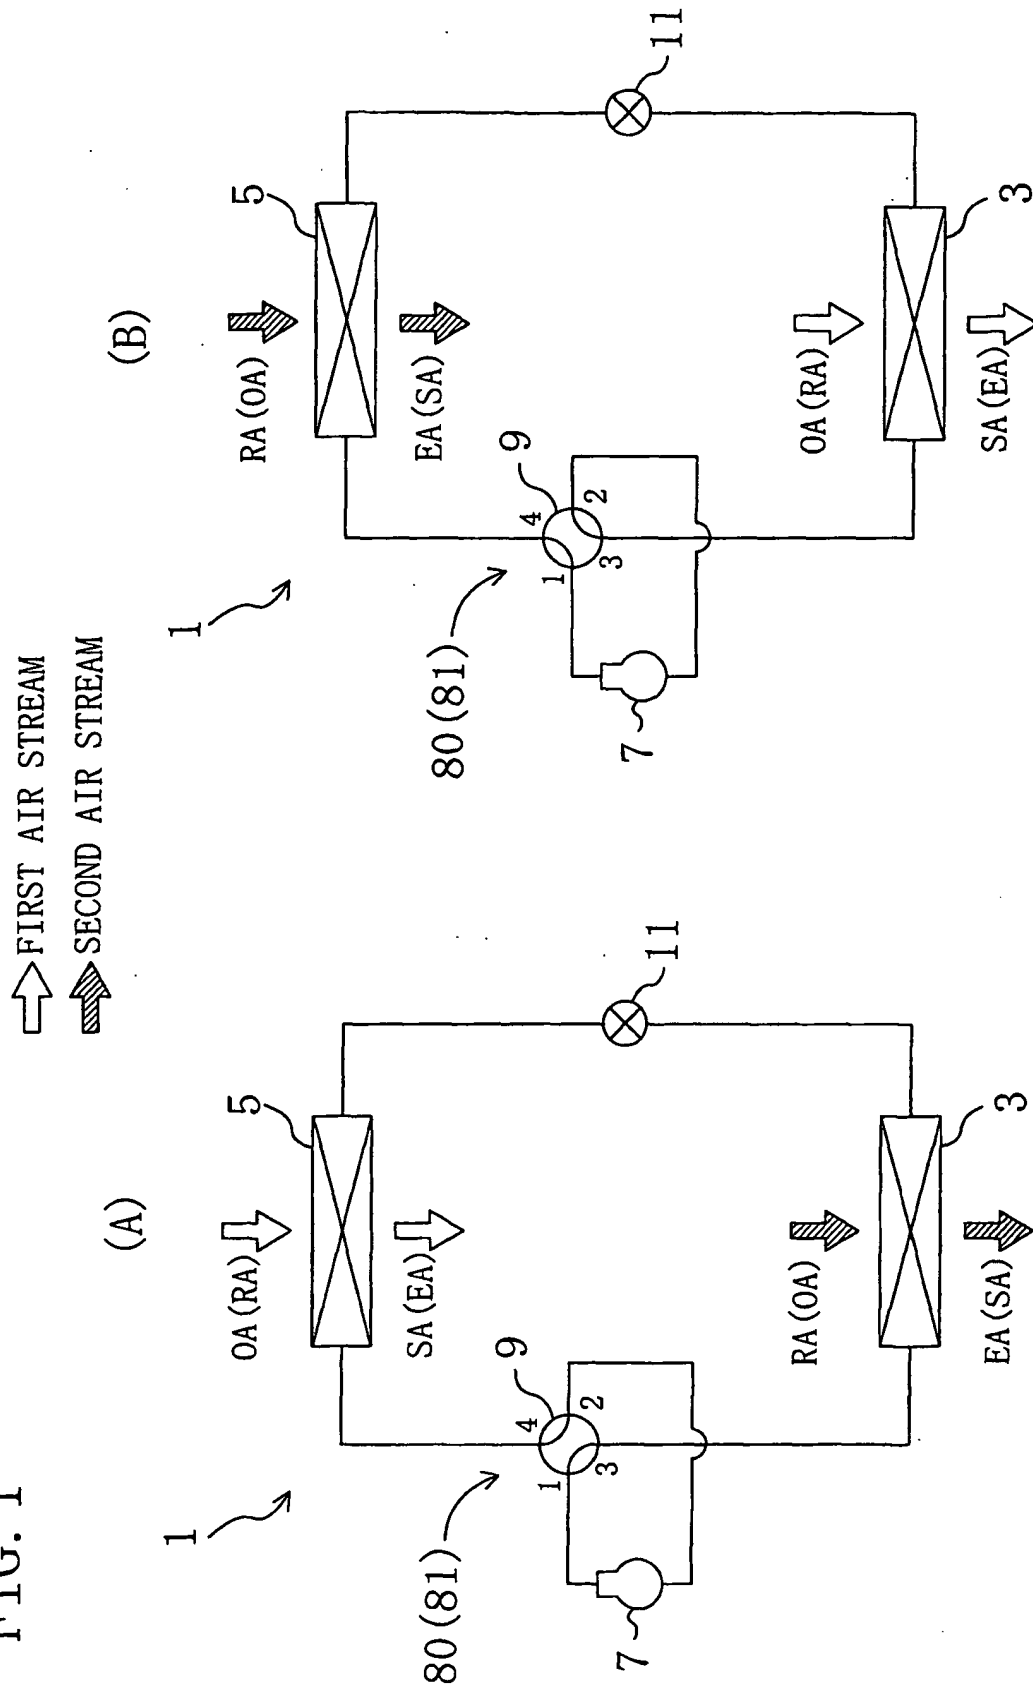 FIG. 1
FIRST AIR STREAM
SECOND AIR STREAM
(A)
1
80(81)
9
4
1
2
3
7
5
OA(RA)
SA(EA)
11
RA(OA)
EA(SA)
3
(B)
1
80(81)
9
4
1
2
3
7
5
RA(OA)
EA(SA)
11
OA(RA)
SA(EA)
3